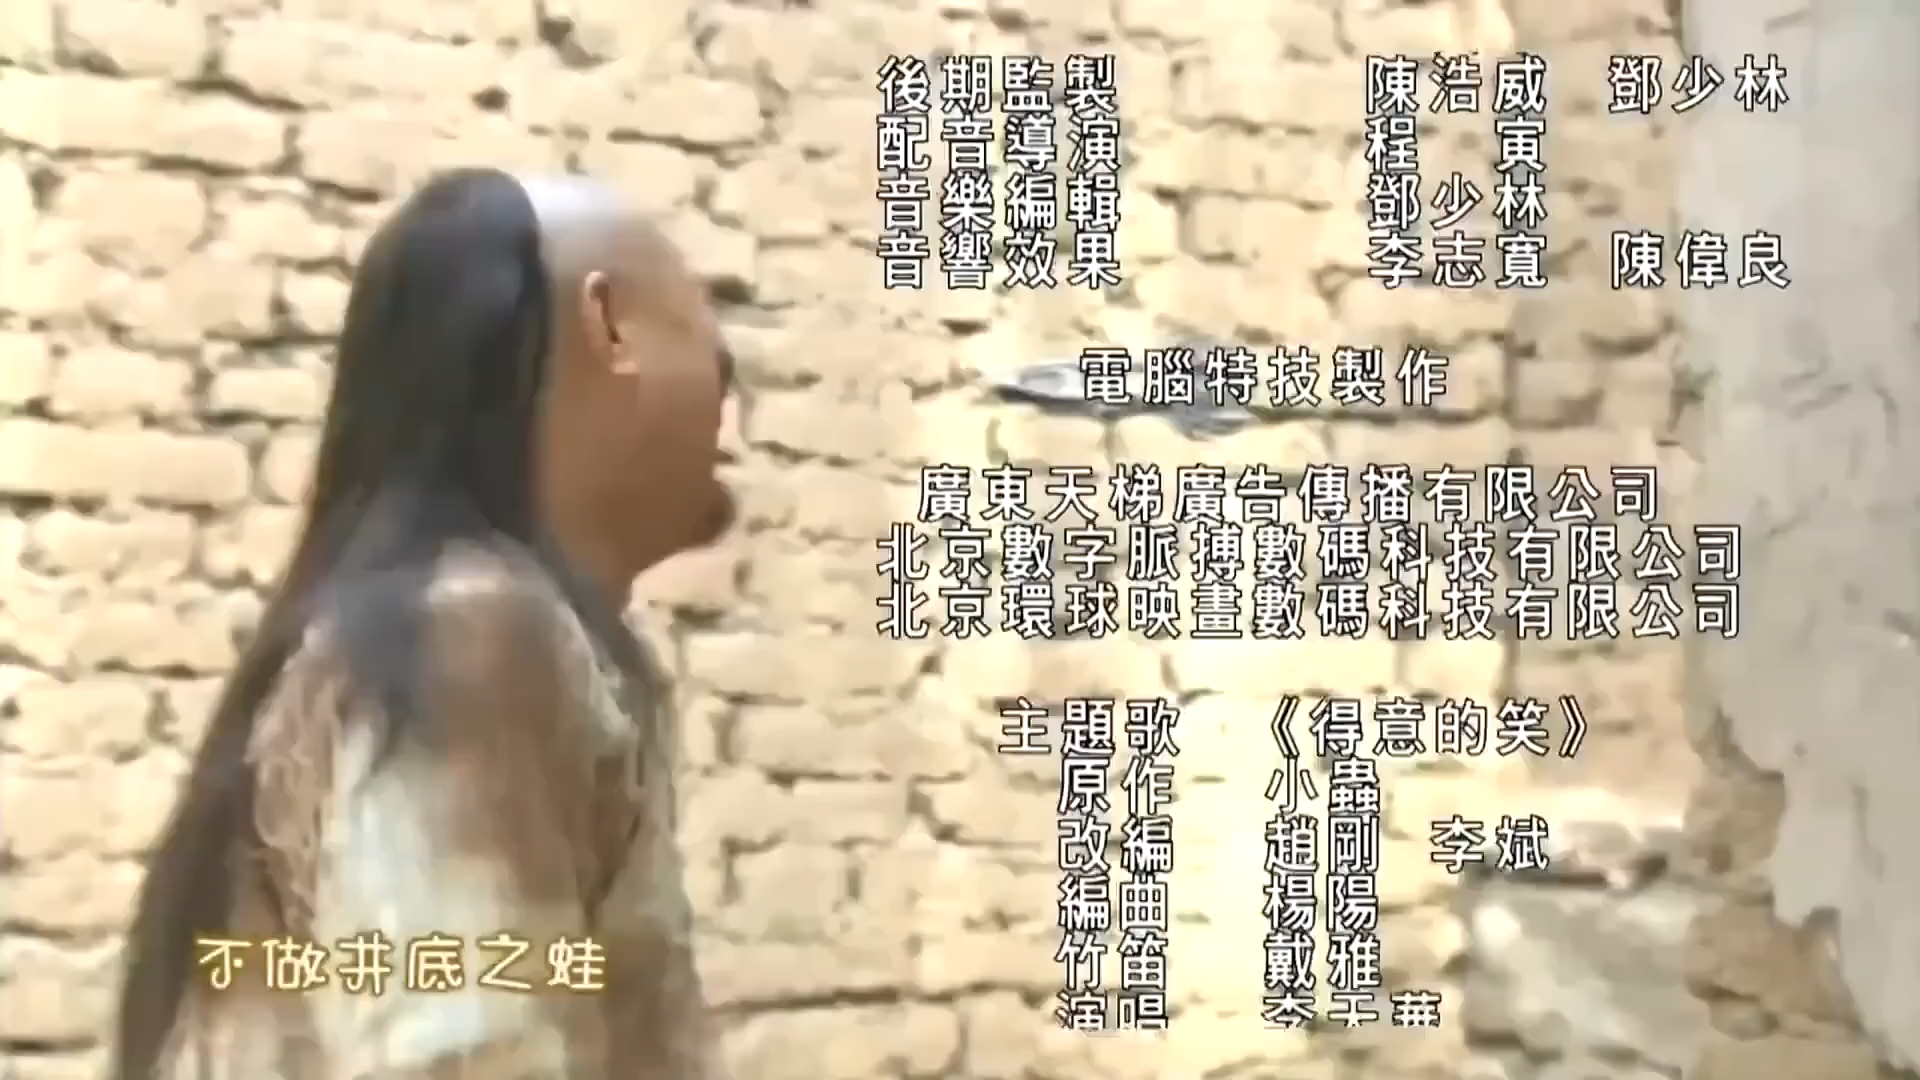 後期監製 陳浩威 鄧少林
配音導演 程寅
音樂編輯 鄧少林
音響效果 李志寬 陳偉良
電腦特技製作
廣東天梯廣告傳播有限公司
北京數字脈搏數碼科技有限公司
北京環球映畫數碼科技有限公司
主題歌 《得意的笑》
原作 小蟲
改編 趙剛 李斌
編曲 楊陽
竹笛 戴雅
演唱 李天華
不做井底之蛙